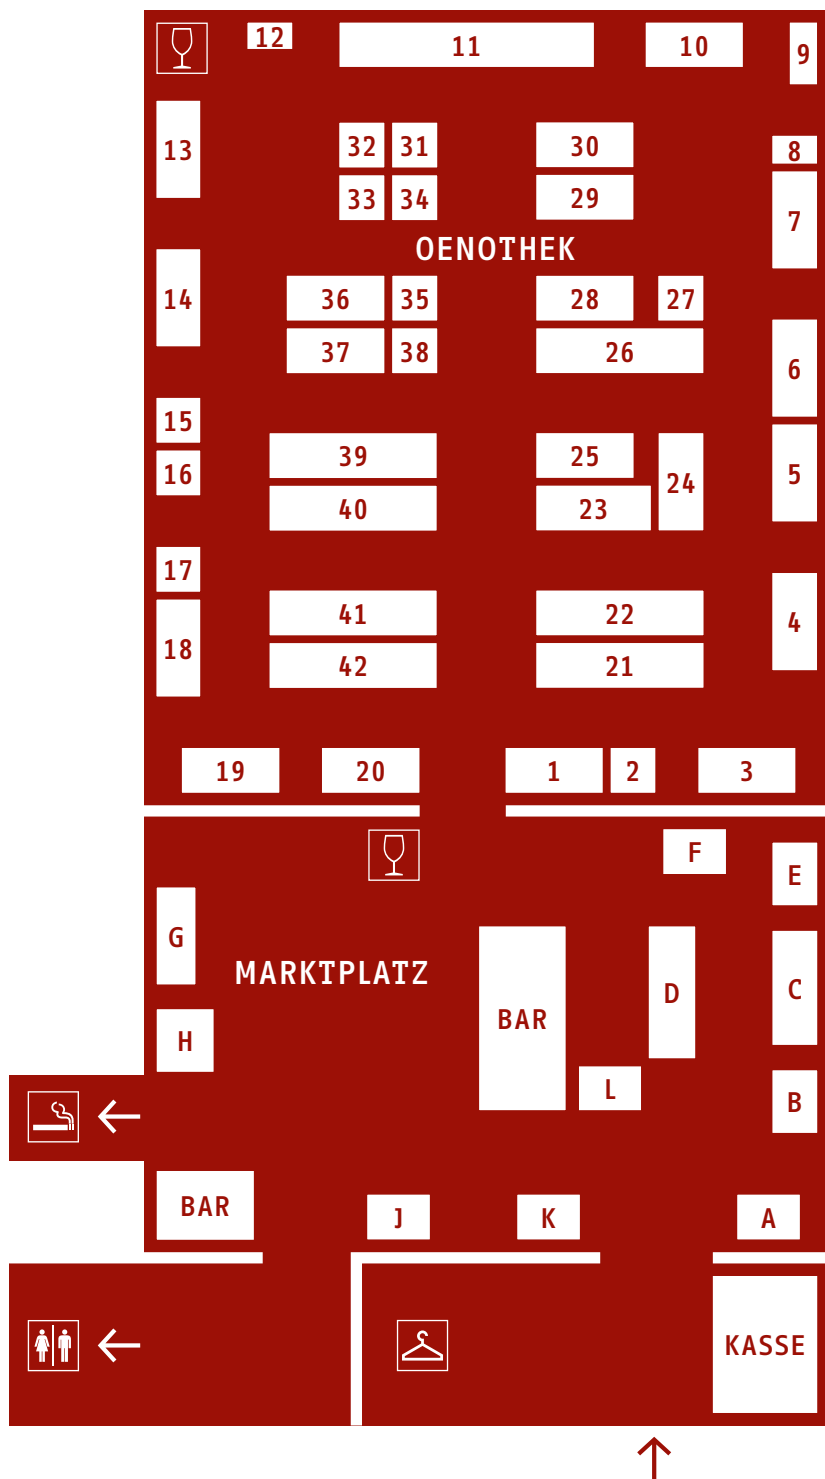 12 11 10 9
13 32 31 30 8
33 34 29 7
OENOTHEK
14 36 35 28 27
37 38 26 6
15 39 25 24 5
16 40 23
17 41 22 4
18 42 21
19 20 1 2 3
F E
G MARKTPLATZ BAR D C
H L B
BAR J K A
KASSE